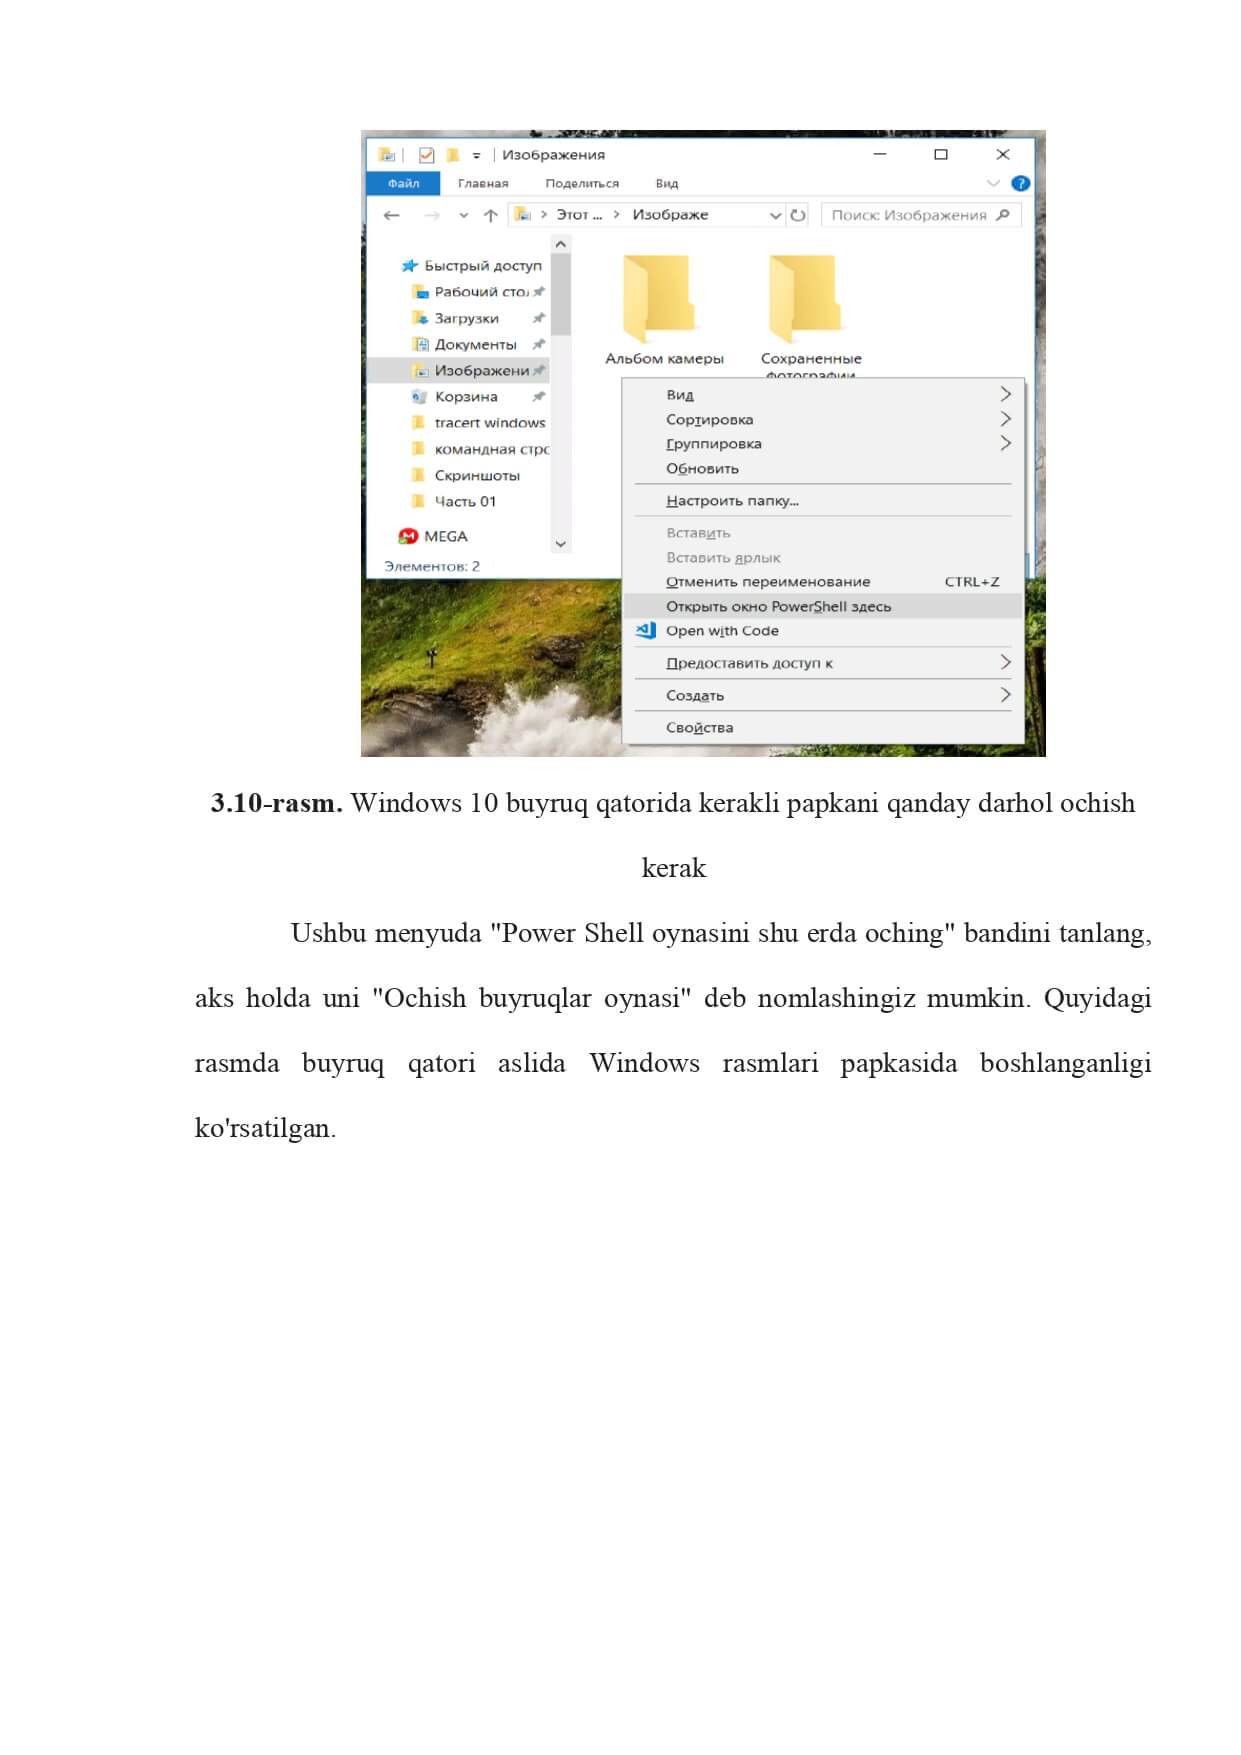 Изображения
Файл Главная Поделиться Вид
Этот ... Изображе Поиск: Изображения
Быстрый доступ
Рабочий сто
Загрузки
Документы
Изображени
Корзина
tracert windows
командная стро
Скриншоты
Часть 01
MEGA
Элементов: 2
Альбом камеры
Сохраненные
фотографии
Вид
Сортировка
Группировка
Обновить
Настроить папку...
Вставить
Вставить ярлык
Отменить переименование CTRL+Z
Открыть окно PowerShell здесь
Open with Code
Предоставить доступ к
Создать
Свойства
3.10-rasm. Windows 10 buyruq qatorida kerakli papkani qanday darhol ochish
kerak
Ushbu menyuda "Power Shell oynasini shu erda oching" bandini tanlang,
aks holda uni "Ochish buyruqlar oynasi" deb nomlashingiz mumkin. Quyidagi
rasmda buyruq qatori aslida Windows rasmlari papkasida boshlanganligi
ko'rsatilgan.